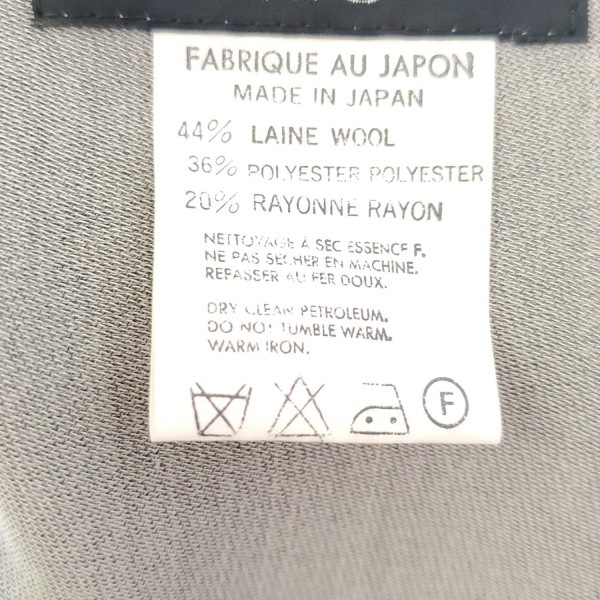 FABRIQUE AU JAPON
MADE IN JAPAN
44% LAINE WOOL
36% POLYESTER POLYESTER
20% RAYONNE RAYON
NETTOYAGE À SEC ESSENCE F.
NE PAS SECHER EN MACHINE.
REPASSER AU FER DOUX.
DRY CLEAN PETROLEUM.
DO NOT TUMBLE WARM.
WARM IRON.
F